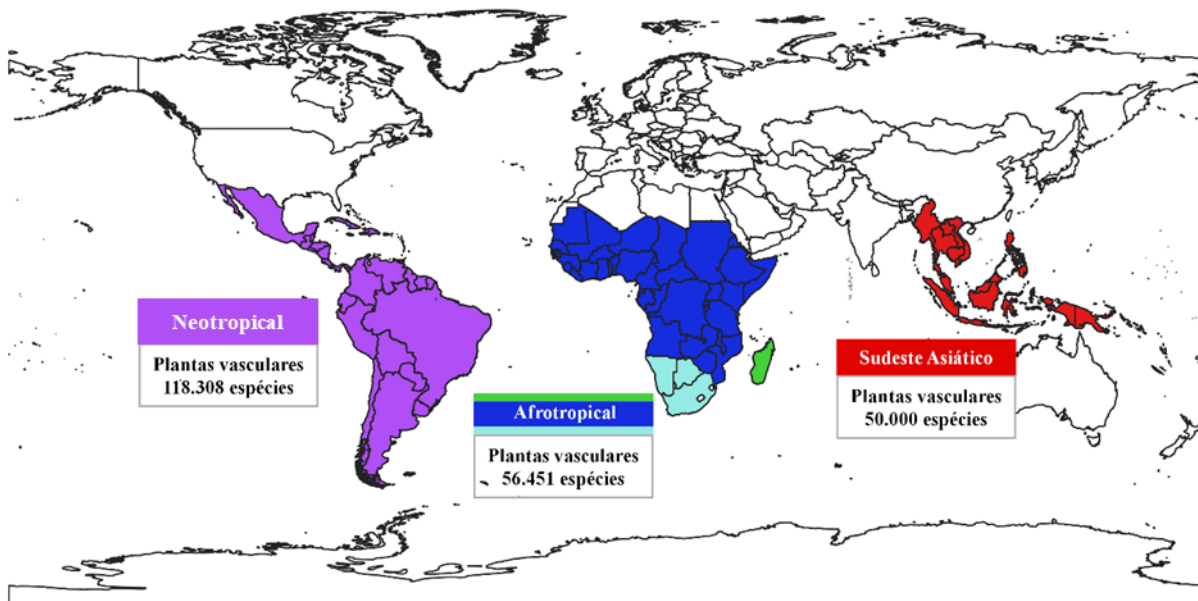 Neotropical
Plantas vasculares
118.308 espécies
Afrotropical
Plantas vasculares
56.451 espécies
Sudeste Asiático
Plantas vasculares
50.000 espécies